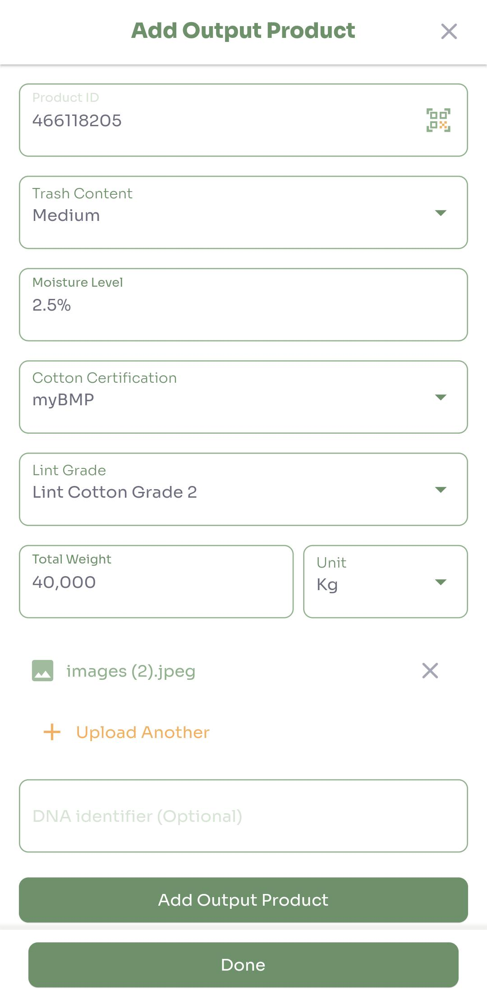 Add Output Product
Product ID
466118205
Trash Content
Medium
Moisture Level
2.5%
Cotton Certification
myBMP
Lint Grade
Lint Cotton Grade 2
Total Weight
40,000
Unit
Kg
images (2).jpeg
Upload Another
DNA identifier (Optional)
Add Output Product
Done